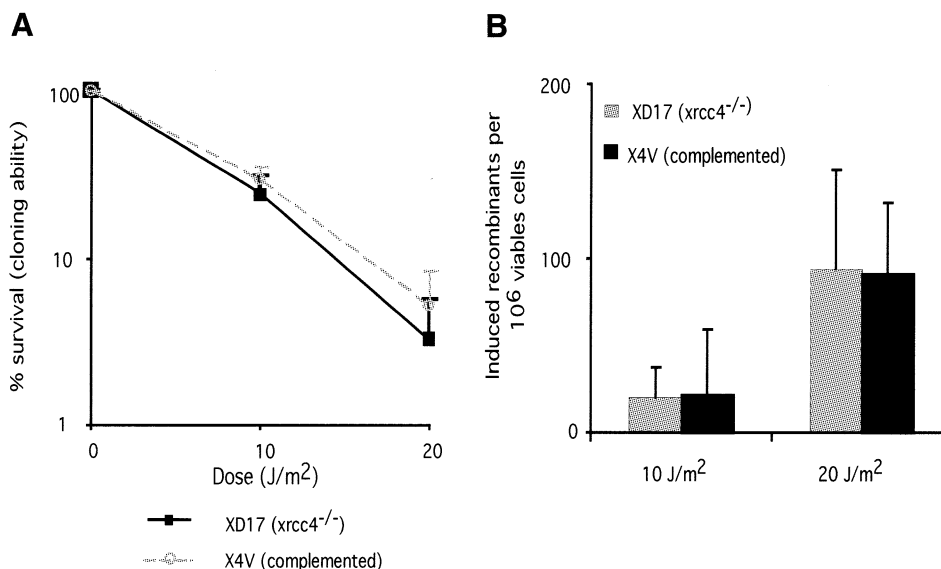 A
% survival (cloning ability)
100
10
1
0
10
20
Dose (J/m²)
XD17 (xrcc4⁻/⁻)
X4V (complemented)
B
Induced recombinants per
10⁶ viables cells
200
100
0
XD17 (xrcc4⁻/⁻)
X4V (complemented)
10 J/m²
20 J/m²